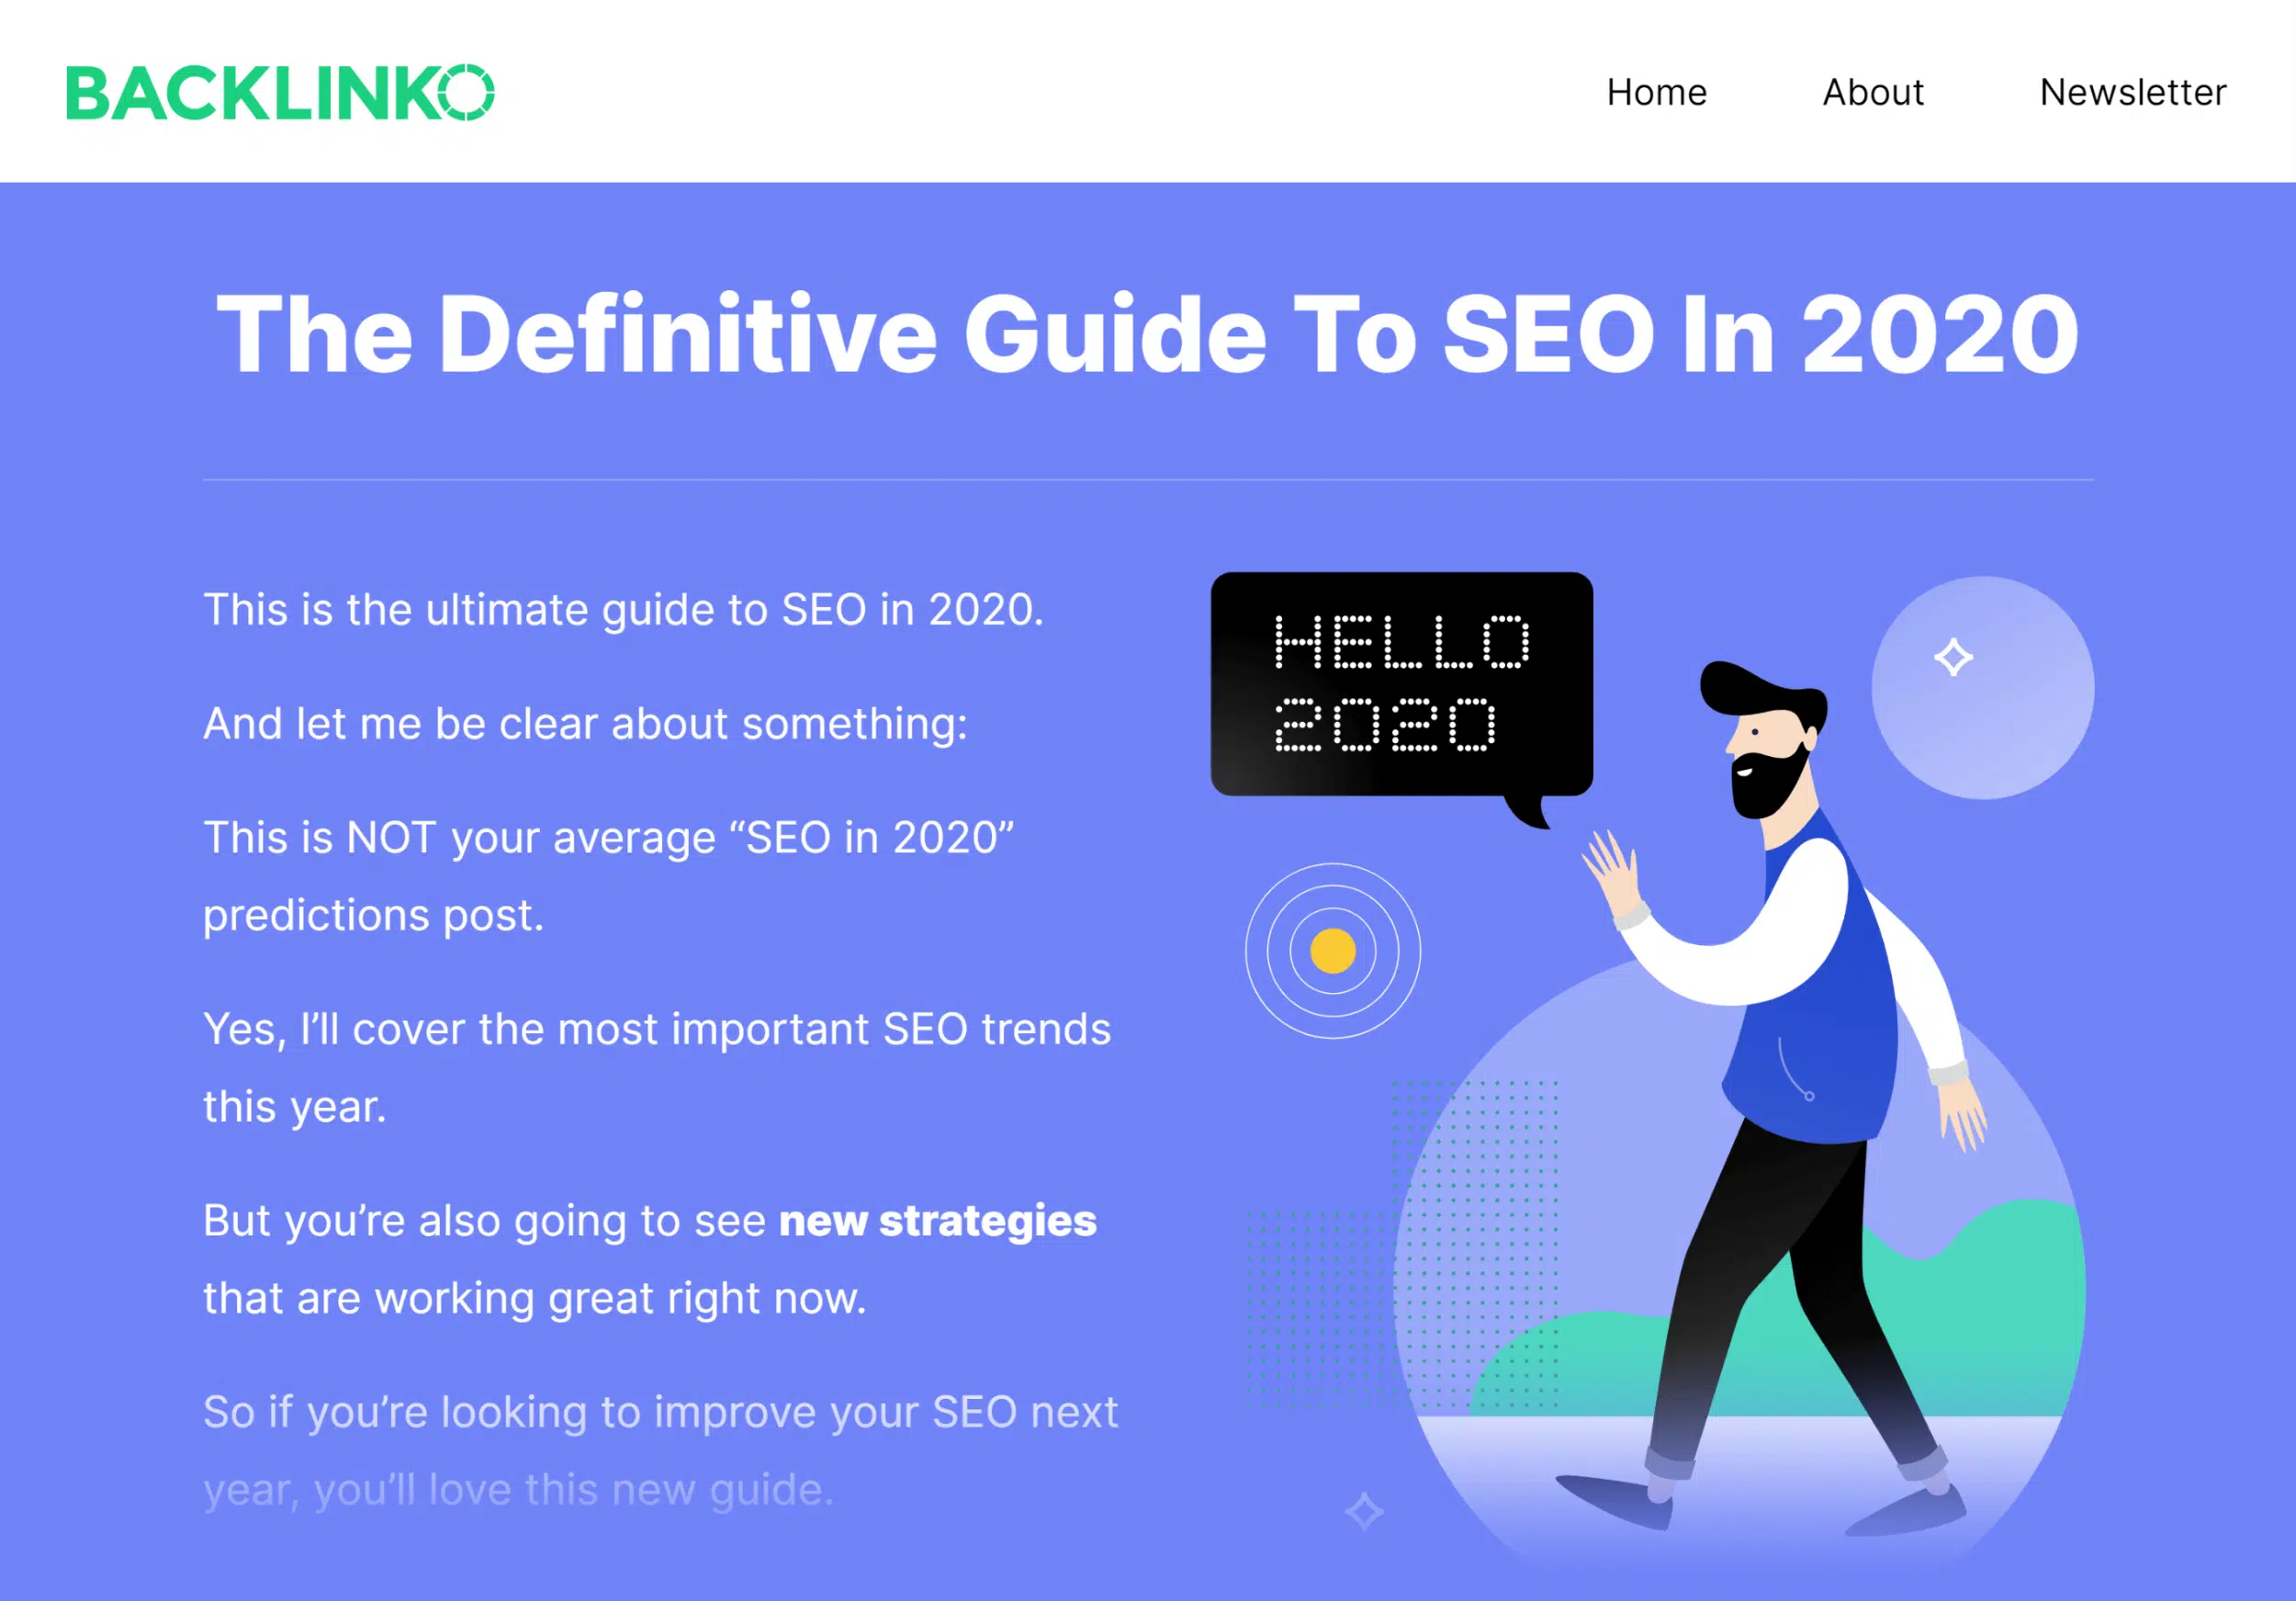 BACKLINKO
Home
About
Newsletter
The Definitive Guide To SEO In 2020
This is the ultimate guide to SEO in 2020.
And let me be clear about something:
This is NOT your average “SEO in 2020”
predictions post.
Yes, I’ll cover the most important SEO trends
this year.
But you’re also going to see new strategies
that are working great right now.
So if you’re looking to improve your SEO next
year, you’ll love this new guide.
HELLO
2020